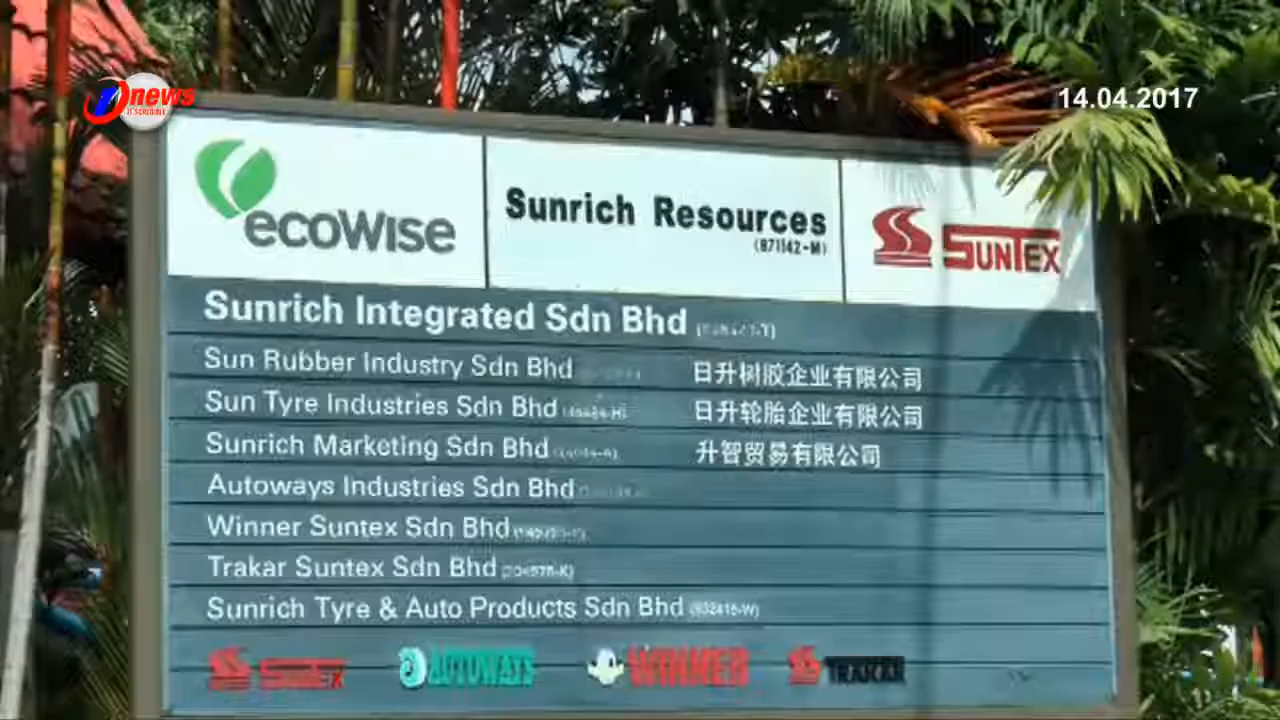 news
14.04.2017
ecoWise
Sunrich Resources
(871142-M)
SUNTEX
Sunrich Integrated Sdn Bhd
Sun Rubber Industry Sdn Bhd 日升树胶企业有限公司
Sun Tyre Industries Sdn Bhd 日升轮胎企业有限公司
Sunrich Marketing Sdn Bhd 升智贸易有限公司
Autoways Industries Sdn Bhd
Winner Suntex Sdn Bhd
Trakar Suntex Sdn Bhd
Sunrich Tyre & Auto Products Sdn Bhd
SUNTEX AUTOWAYS WINNER TRAKAR